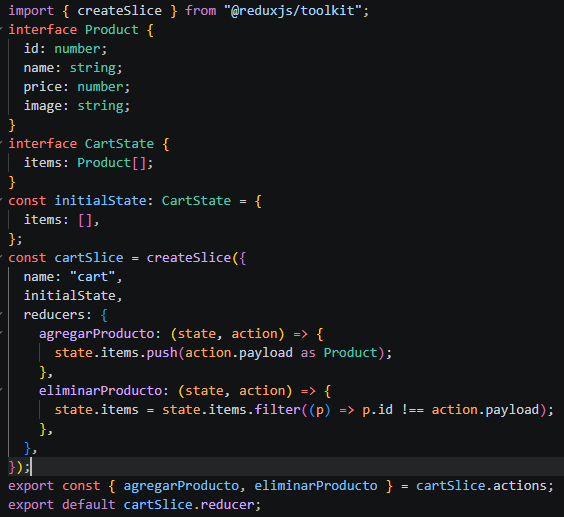 import { createSlice } from "@reduxjs/toolkit";
interface Product {
  id: number;
  name: string;
  price: number;
  image: string;
}
interface CartState {
  items: Product[];
}
const initialState: CartState = {
  items: [],
};
const cartSlice = createSlice({
  name: "cart",
  initialState,
  reducers: {
    agregarProducto: (state, action) => {
      state.items.push(action.payload as Product);
    },
    eliminarProducto: (state, action) => {
      state.items = state.items.filter((p) => p.id !== action.payload);
    },
  },
});
export const { agregarProducto, eliminarProducto } = cartSlice.actions;
export default cartSlice.reducer;